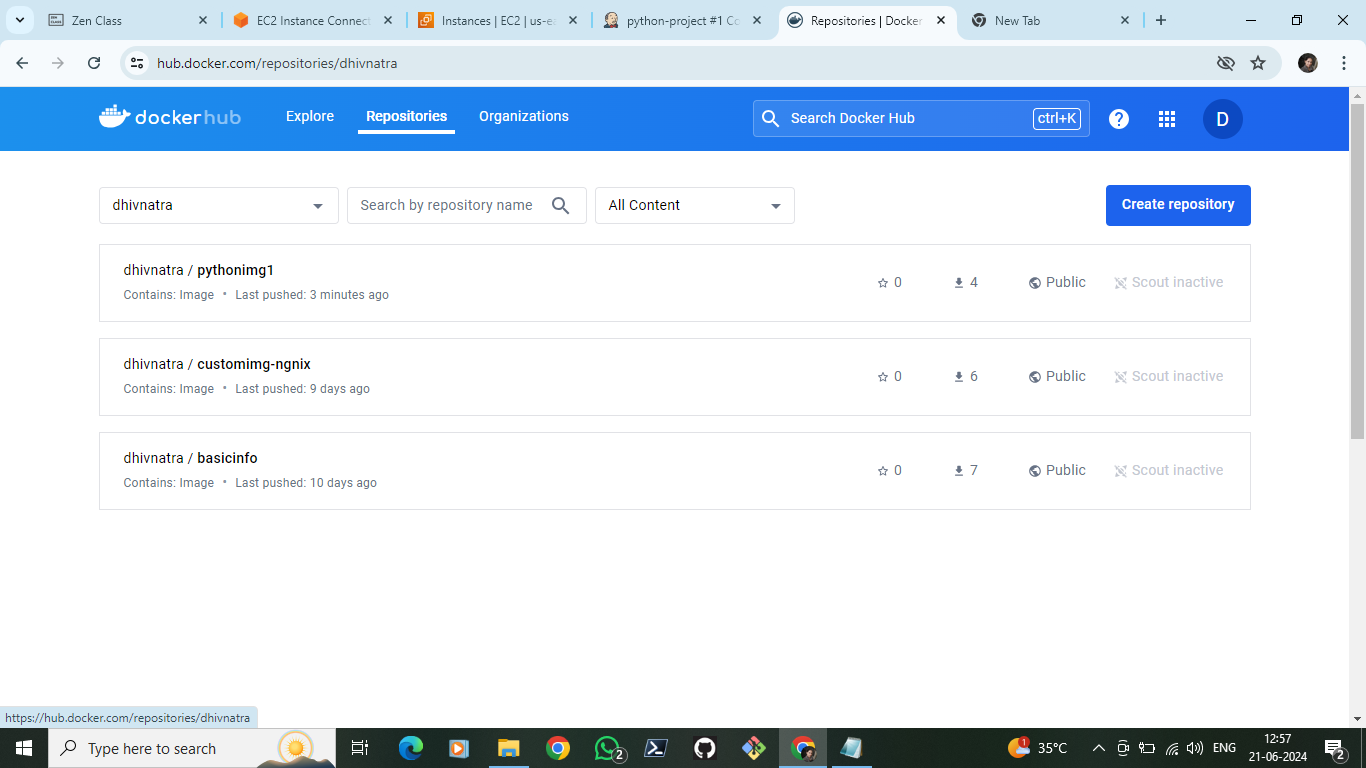 Zen Class
EC2 Instance Connect
Instances | EC2 | us-ea
python-project #1 Co
Repositories | Docker
New Tab
hub.docker.com/repositories/dhivnatra
dockerhub
Explore
Repositories
Organizations
Search Docker Hub
ctrl+K
?
D
dhivnatra
Search by repository name
All Content
Create repository
dhivnatra / pythonimg1
Contains: Image • Last pushed: 3 minutes ago
0
4
Public
Scout inactive
dhivnatra / customimg-ngnix
Contains: Image • Last pushed: 9 days ago
0
6
Public
Scout inactive
dhivnatra / basicinfo
Contains: Image • Last pushed: 10 days ago
0
7
Public
Scout inactive
https://hub.docker.com/repositories/dhivnatra
Type here to search
2
1
35°C
ENG
12:57
21-06-2024
2